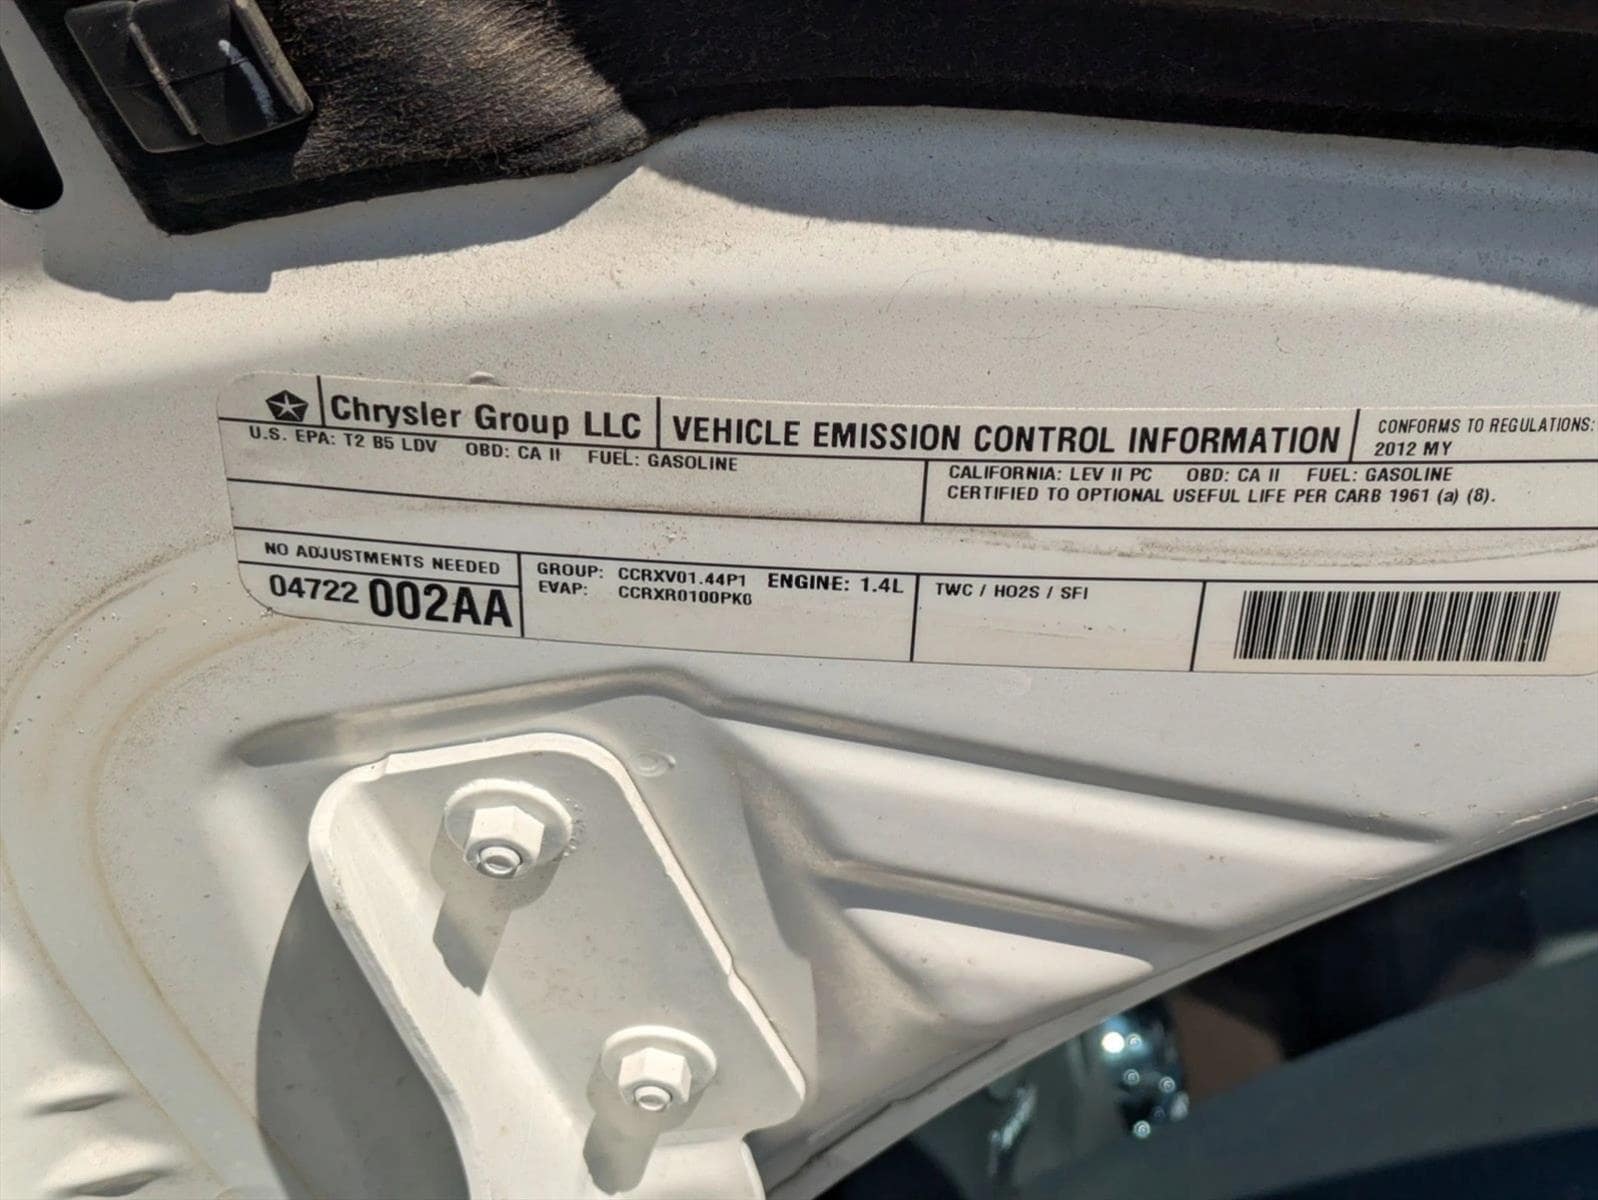 Chrysler Group LLC
VEHICLE EMISSION CONTROL INFORMATION
CONFORMS TO REGULATIONS:
2012 MY
U.S. EPA: T2 B5 LDV OBD: CA II FUEL: GASOLINE
CALIFORNIA: LEV II PC OBD: CA II FUEL: GASOLINE
CERTIFIED TO OPTIONAL USEFUL LIFE PER CARB 1961 (a) (8).
NO ADJUSTMENTS NEEDED
04722 002AA
GROUP: CCRXV01.44P1 ENGINE: 1.4L
EVAP: CCRXR0100PK0
TWC / HO2S / SFI